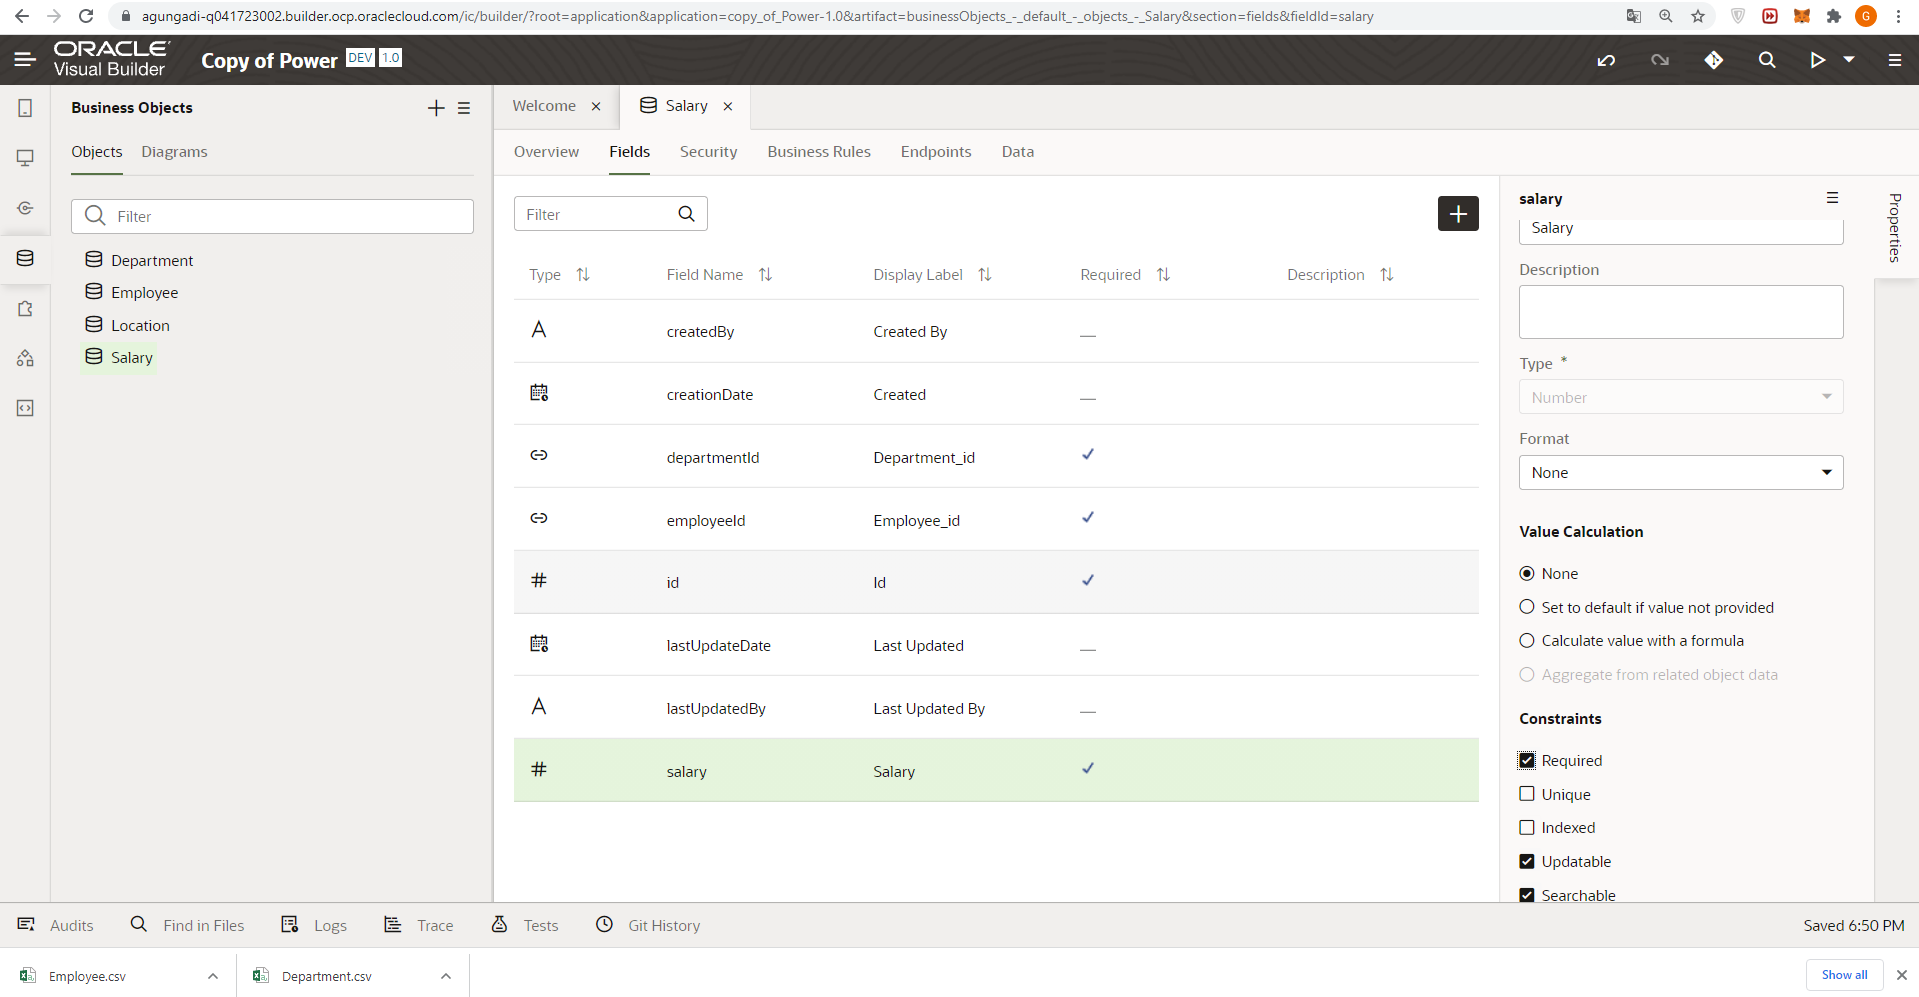 agungadi-q041723002.builder.ocp.oraclecloud.com/ic/builder/?root=application&application=copy_of_Power-1.0&artifact=businessObjects_-_default_-_objects_-_Salary&section=fields&fieldId=salary
G
ORACLE
Visual Builder
Copy of Power DEV 1.0
Business Objects
Objects Diagrams
Filter
Department
Employee
Location
Salary
Welcome
Salary
Overview Fields Security Business Rules Endpoints Data
Filter
Type Field Name Display Label Required Description
createdBy Created By
creationDate Created
departmentId Department_id
employeeId Employee_id
id Id
lastUpdateDate Last Updated
lastUpdatedBy Last Updated By
salary Salary
salary
Salary
Description
Type *
Number
Format
None
Value Calculation
None
Set to default if value not provided
Calculate value with a formula
Aggregate from related object data
Constraints
Required
Unique
Indexed
Updatable
Searchable
Properties
Audits Find in Files Logs Trace Tests Git History Saved 6:50 PM
Employee.csv Department.csv Show all